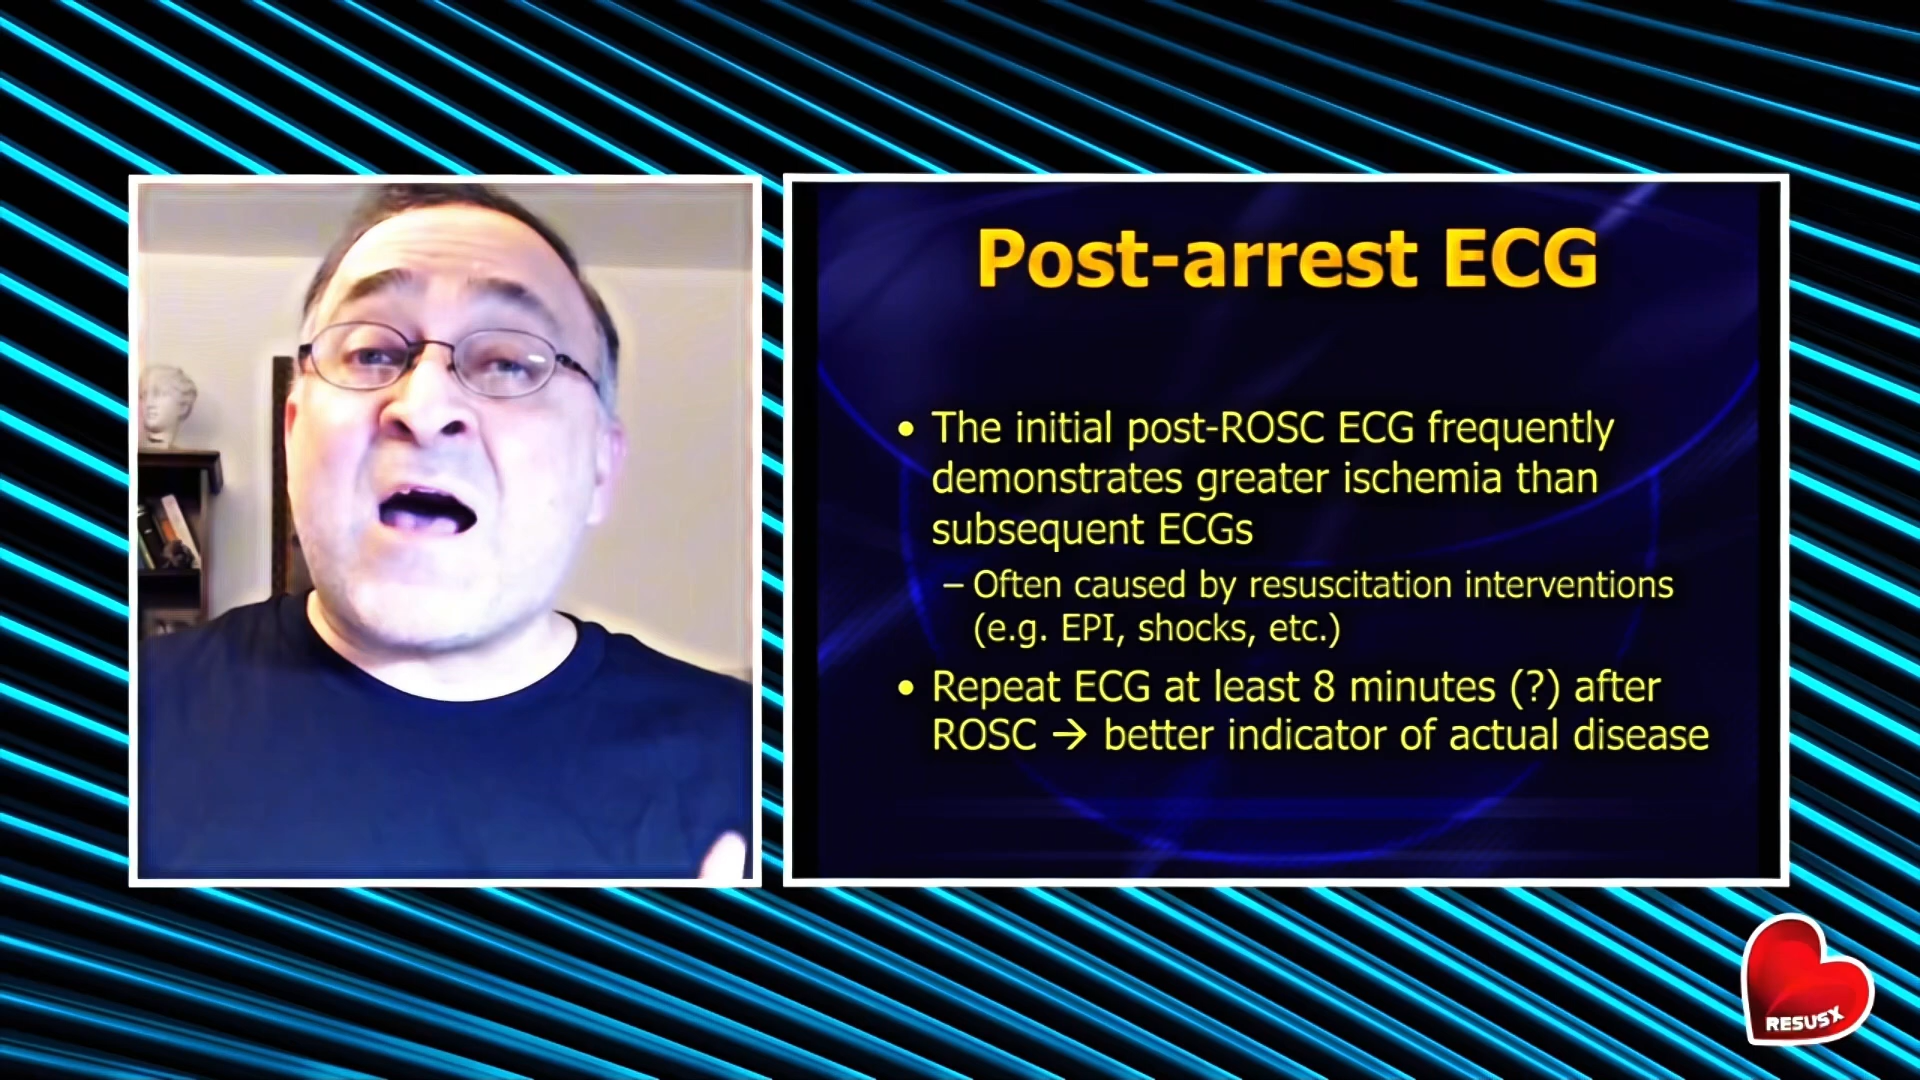 Post-arrest ECG
• The initial post-ROSC ECG frequently
demonstrates greater ischemia than
subsequent ECGs
– Often caused by resuscitation interventions
(e.g. EPI, shocks, etc.)
• Repeat ECG at least 8 minutes (?) after
ROSC → better indicator of actual disease
RESUSX